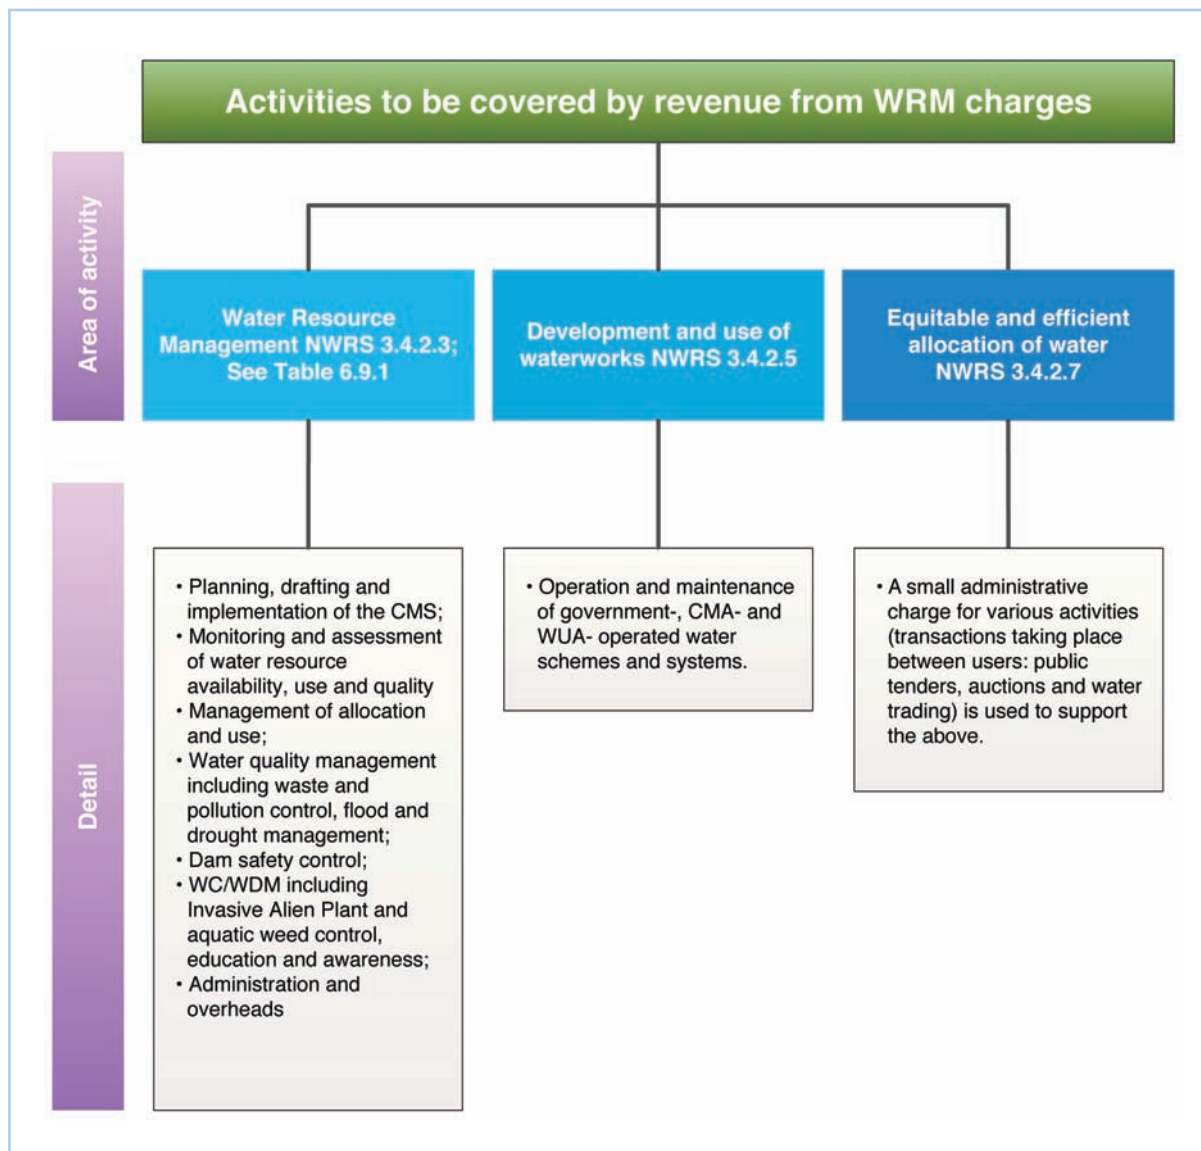 Activities to be covered by revenue from WRM charges
Area of activity
Water Resource
Management NWRS 3.4.2.3;
See Table 6.9.1
Development and use of
waterworks NWRS 3.4.2.5
Equitable and efficient
allocation of water
NWRS 3.4.2.7
Detail
• Planning, drafting and
implementation of the CMS;
• Monitoring and assessment
of water resource
availability, use and quality
• Management of allocation
and use;
• Water quality management
including waste and
pollution control, flood and
drought management;
• Dam safety control;
• WC/WDM including
Invasive Alien Plant and
aquatic weed control,
education and awareness;
• Administration and
overheads
• Operation and maintenance
of government-, CMA- and
WUA- operated water
schemes and systems.
• A small administrative
charge for various activities
(transactions taking place
between users: public
tenders, auctions and water
trading) is used to support
the above.